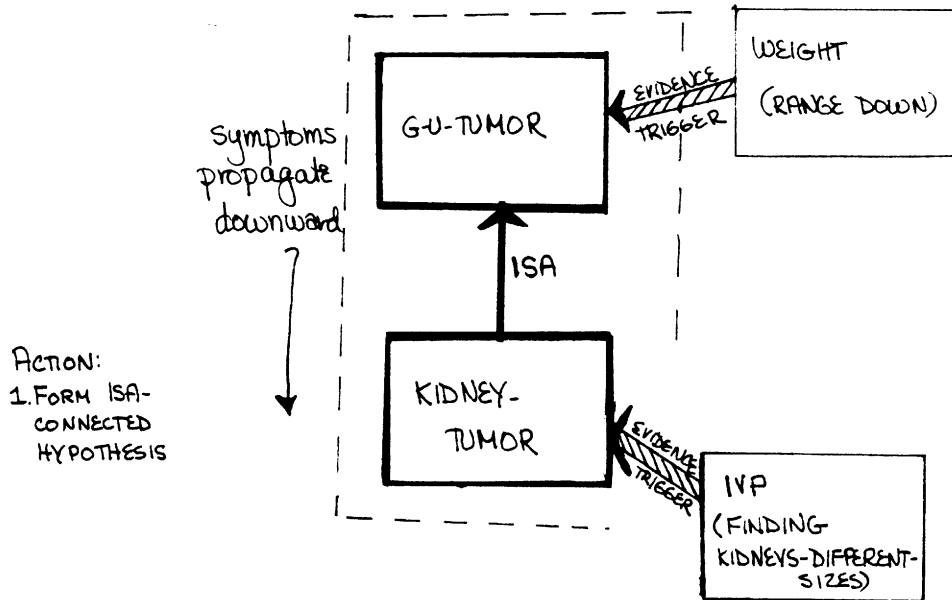 WEIGHT
(RANGE DOWN)
EVIDENCE
TRIGGER
G-U-TUMOR
Symptoms
propagate
downward
ISA
ACTION:
1. FORM ISA-
CONNECTED
HYPOTHESIS
KIDNEY-
TUMOR
EVIDENCE
TRIGGER
IVP
(FINDING
KIDNEYS-DIFFERENT-
SIZES)